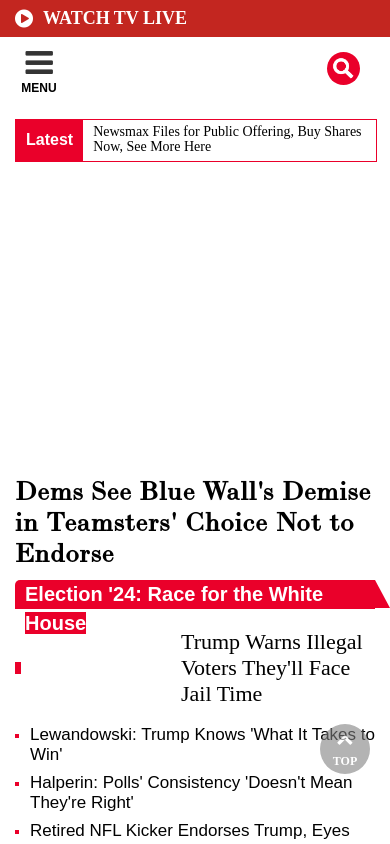 WATCH TV LIVE
MENU
Latest
Newsmax Files for Public Offering, Buy Shares
Now, See More Here
Dems See Blue Wall's Demise
in Teamsters' Choice Not to
Endorse
Election '24: Race for the White
House
Trump Warns Illegal
Voters They'll Face
Jail Time
Lewandowski: Trump Knows 'What It Takes to
Win'
TOP
Halperin: Polls' Consistency 'Doesn't Mean
They're Right'
Retired NFL Kicker Endorses Trump, Eyes